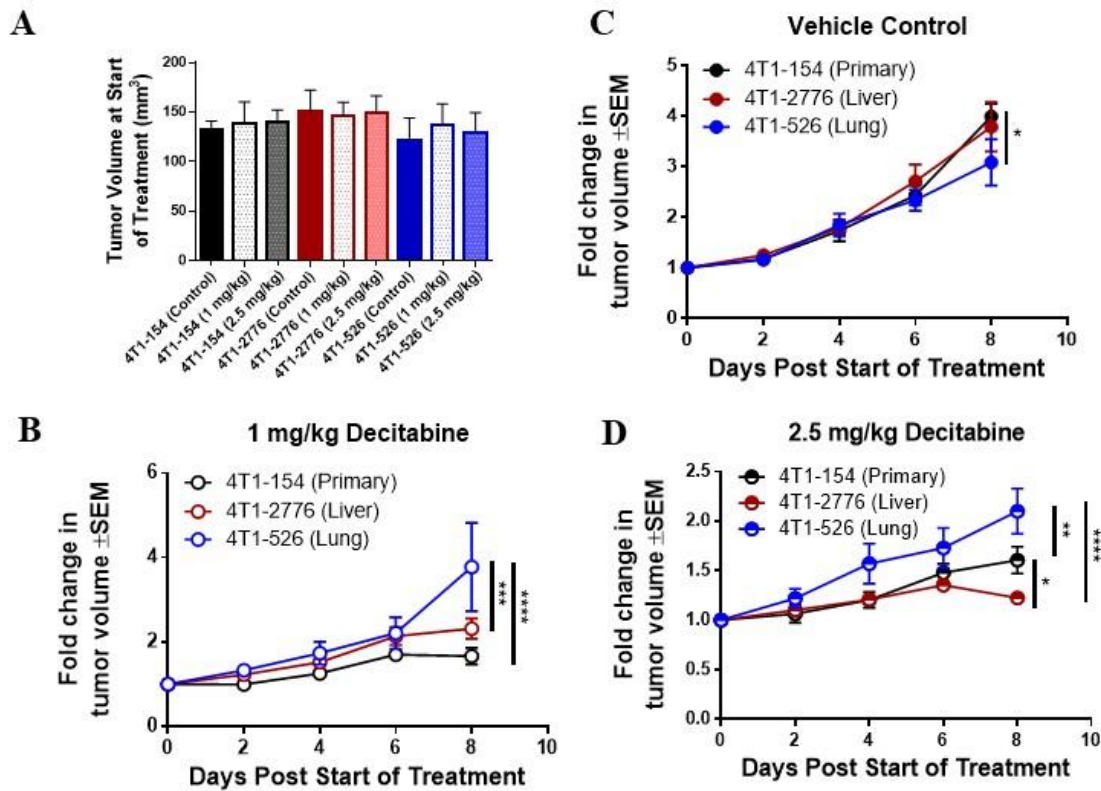 A
Tumor Volume at Start
of Treatment (mm³)
200
150
100
50
0
4T1-154 (Control)
4T1-154 (1 mg/kg)
4T1-154 (2.5 mg/kg)
4T1-2776 (Control)
4T1-2776 (1 mg/kg)
4T1-2776 (2.5 mg/kg)
4T1-526 (Control)
4T1-526 (1 mg/kg)
4T1-526 (2.5 mg/kg)
C
Vehicle Control
4T1-154 (Primary)
4T1-2776 (Liver)
4T1-526 (Lung)
Fold change in
tumor volume ±SEM
5
4
3
2
1
0
*
0 2 4 6 8 10
Days Post Start of Treatment
B
1 mg/kg Decitabine
4T1-154 (Primary)
4T1-2776 (Liver)
4T1-526 (Lung)
Fold change in
tumor volume ±SEM
6
4
2
0
***
****
0 2 4 6 8 10
Days Post Start of Treatment
D
2.5 mg/kg Decitabine
4T1-154 (Primary)
4T1-2776 (Liver)
4T1-526 (Lung)
Fold change in
tumor volume ±SEM
2.5
2.0
1.5
1.0
0.5
0.0
**
*
****
0 2 4 6 8 10
Days Post Start of Treatment